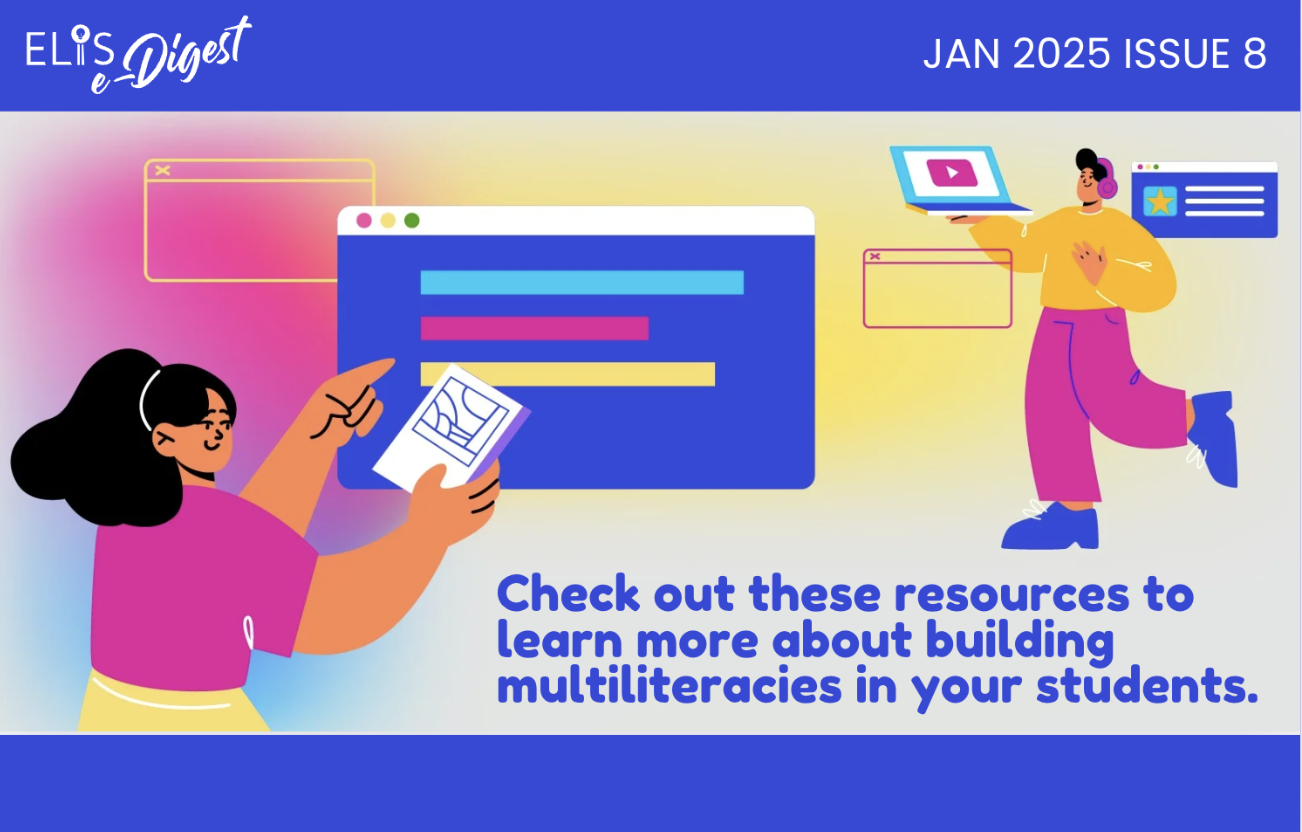 ELIS e-Digest
JAN 2025 ISSUE 8
Check out these resources to
learn more about building
multiliteracies in your students.